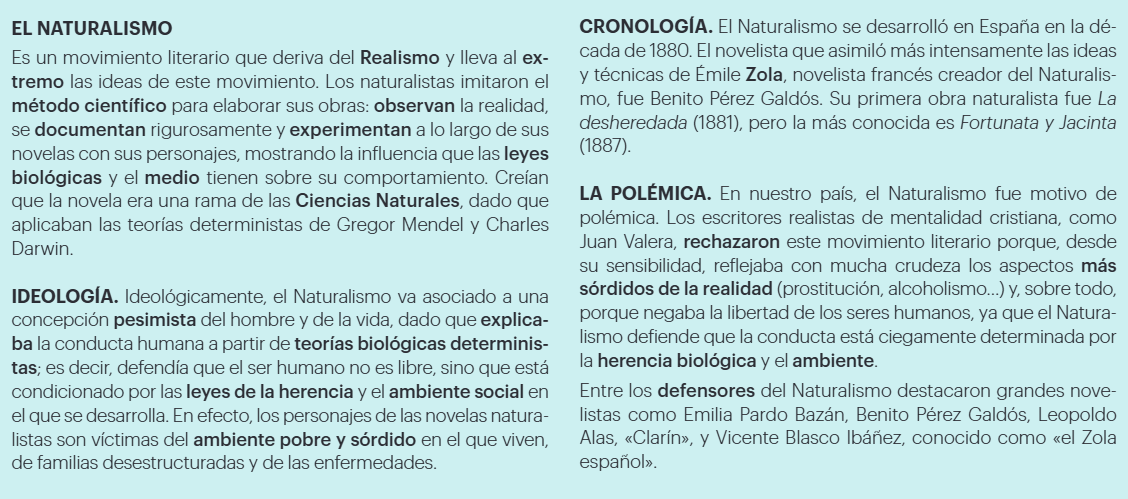 EL NATURALISMO
Es un movimiento literario que deriva del Realismo y lleva al ex-
tremo las ideas de este movimiento. Los naturalistas imitaron el
método científico para elaborar sus obras: observan la realidad,
se documentan rigurosamente y experimentan a lo largo de sus
novelas con sus personajes, mostrando la influencia que las leyes
biológicas y el medio tienen sobre su comportamiento. Creían
que la novela era una rama de las Ciencias Naturales, dado que
aplicaban las teorías deterministas de Gregor Mendel y Charles
Darwin.
IDEOLOGÍA. Ideológicamente, el Naturalismo va asociado a una
concepción pesimista del hombre y de la vida, dado que explica-
ba la conducta humana a partir de teorías biológicas determinis-
tas; es decir, defendía que el ser humano no es libre, sino que está
condicionado por las leyes de la herencia y el ambiente social en
el que se desarrolla. En efecto, los personajes de las novelas natura-
listas son víctimas del ambiente pobre y sórdido en el que viven,
de familias desestructuradas y de las enfermedades.
CRONOLOGÍA. El Naturalismo se desarrolló en España en la dé-
cada de 1880. El novelista que asimiló más intensamente las ideas
y técnicas de Émile Zola, novelista francés creador del Naturalis-
mo, fue Benito Pérez Galdós. Su primera obra naturalista fue La
desheredada (1881), pero la más conocida es Fortunata y Jacinta
(1887).
LA POLÉMICA. En nuestro país, el Naturalismo fue motivo de
polémica. Los escritores realistas de mentalidad cristiana, como
Juan Valera, rechazaron este movimiento literario porque, desde
su sensibilidad, reflejaba con mucha crudeza los aspectos más
sórdidos de la realidad (prostitución, alcoholismo...) y, sobre todo,
porque negaba la libertad de los seres humanos, ya que el Natura-
lismo defiende que la conducta está ciegamente determinada por
la herencia biológica y el ambiente.
Entre los defensores del Naturalismo destacaron grandes nove-
listas como Emilia Pardo Bazán, Benito Pérez Galdós, Leopoldo
Alas, «Clarín», y Vicente Blasco Ibáñez, conocido como «el Zola
español».